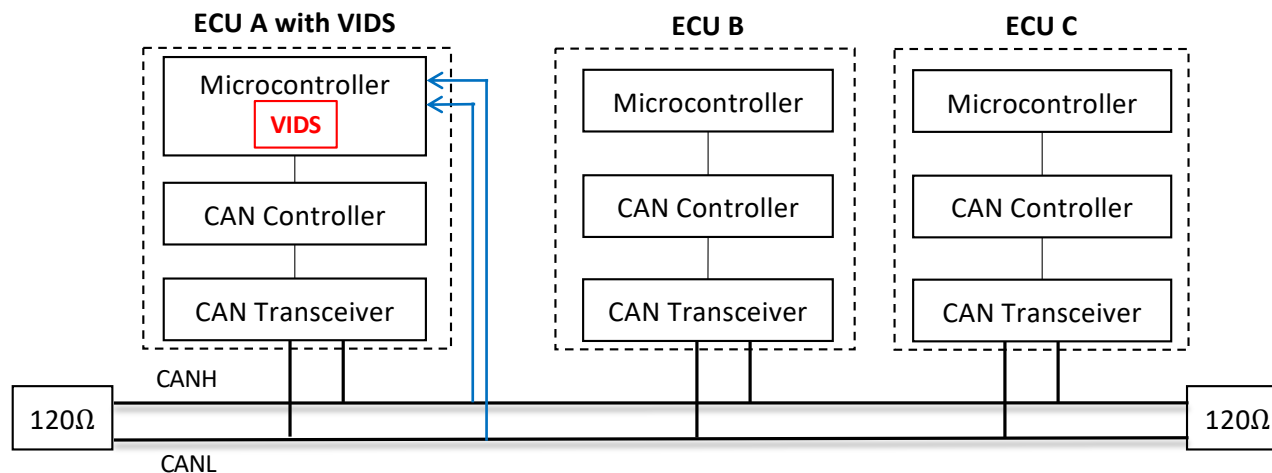 ECU A with VIDS
ECU B
ECU C
Microcontroller
VIDS
Microcontroller
Microcontroller
CAN Controller
CAN Controller
CAN Controller
CAN Transceiver
CAN Transceiver
CAN Transceiver
CANH
120Ω
120Ω
CANL